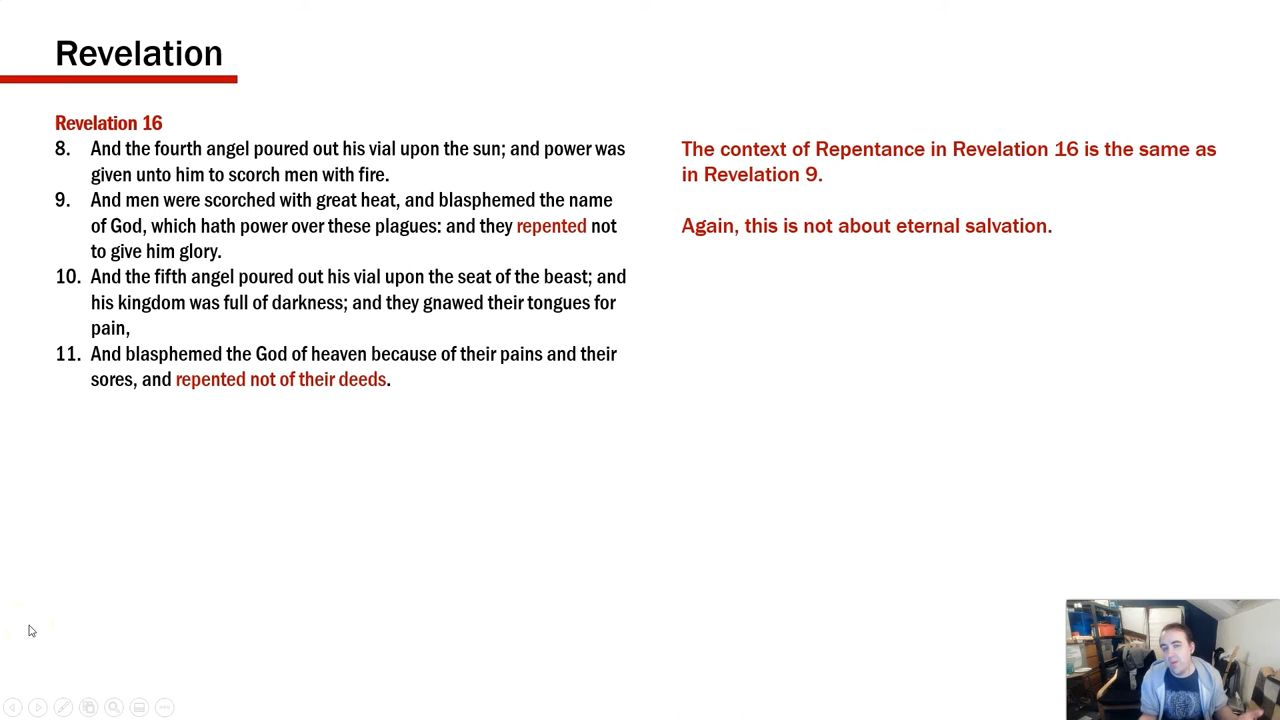 Revelation
Revelation 16
8. And the fourth angel poured out his vial upon the sun; and power was
given unto him to scorch men with fire.
9. And men were scorched with great heat, and blasphemed the name
of God, which hath power over these plagues: and they repented not
to give him glory.
10. And the fifth angel poured out his vial upon the seat of the beast; and
his kingdom was full of darkness; and they gnawed their tongues for
pain,
11. And blasphemed the God of heaven because of their pains and their
sores, and repented not of their deeds.
The context of Repentance in Revelation 16 is the same as
in Revelation 9.
Again, this is not about eternal salvation.